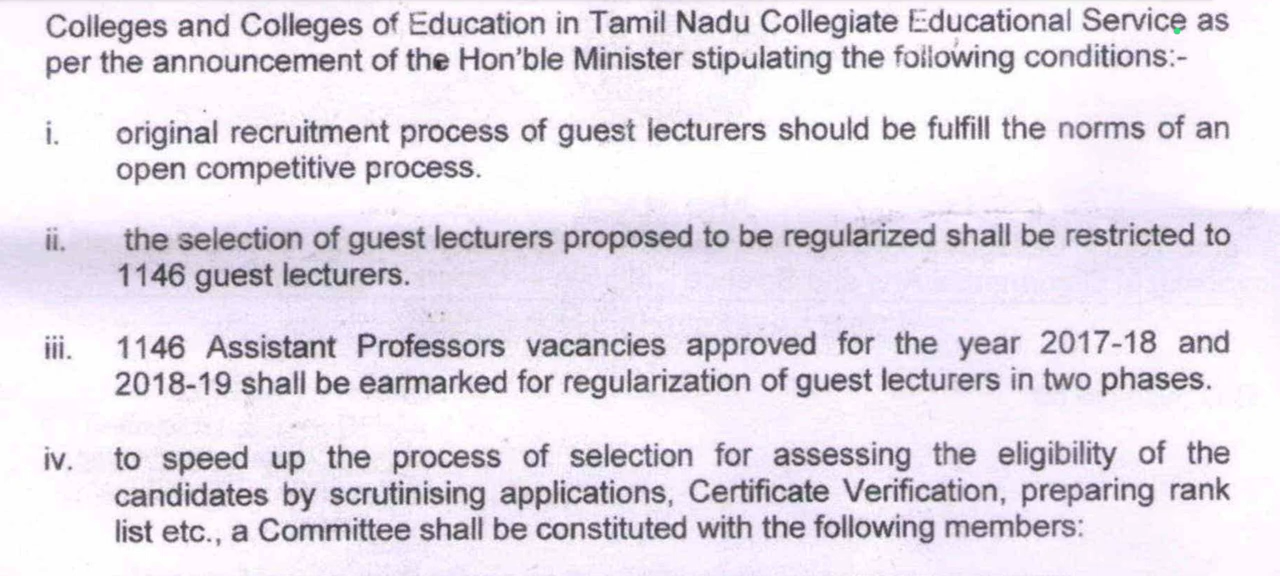 Colleges and Colleges of Education in Tamil Nadu Collegiate Educational Service as
per the announcement of the Hon'ble Minister stipulating the following conditions:-
i. original recruitment process of guest lecturers should be fulfill the norms of an
open competitive process.
ii. the selection of guest lecturers proposed to be regularized shall be restricted to
1146 guest lecturers.
iii. 1146 Assistant Professors vacancies approved for the year 2017-18 and
2018-19 shall be earmarked for regularization of guest lecturers in two phases.
iv. to speed up the process of selection for assessing the eligibility of the
candidates by scrutinising applications, Certificate Verification, preparing rank
list etc., a Committee shall be constituted with the following members: